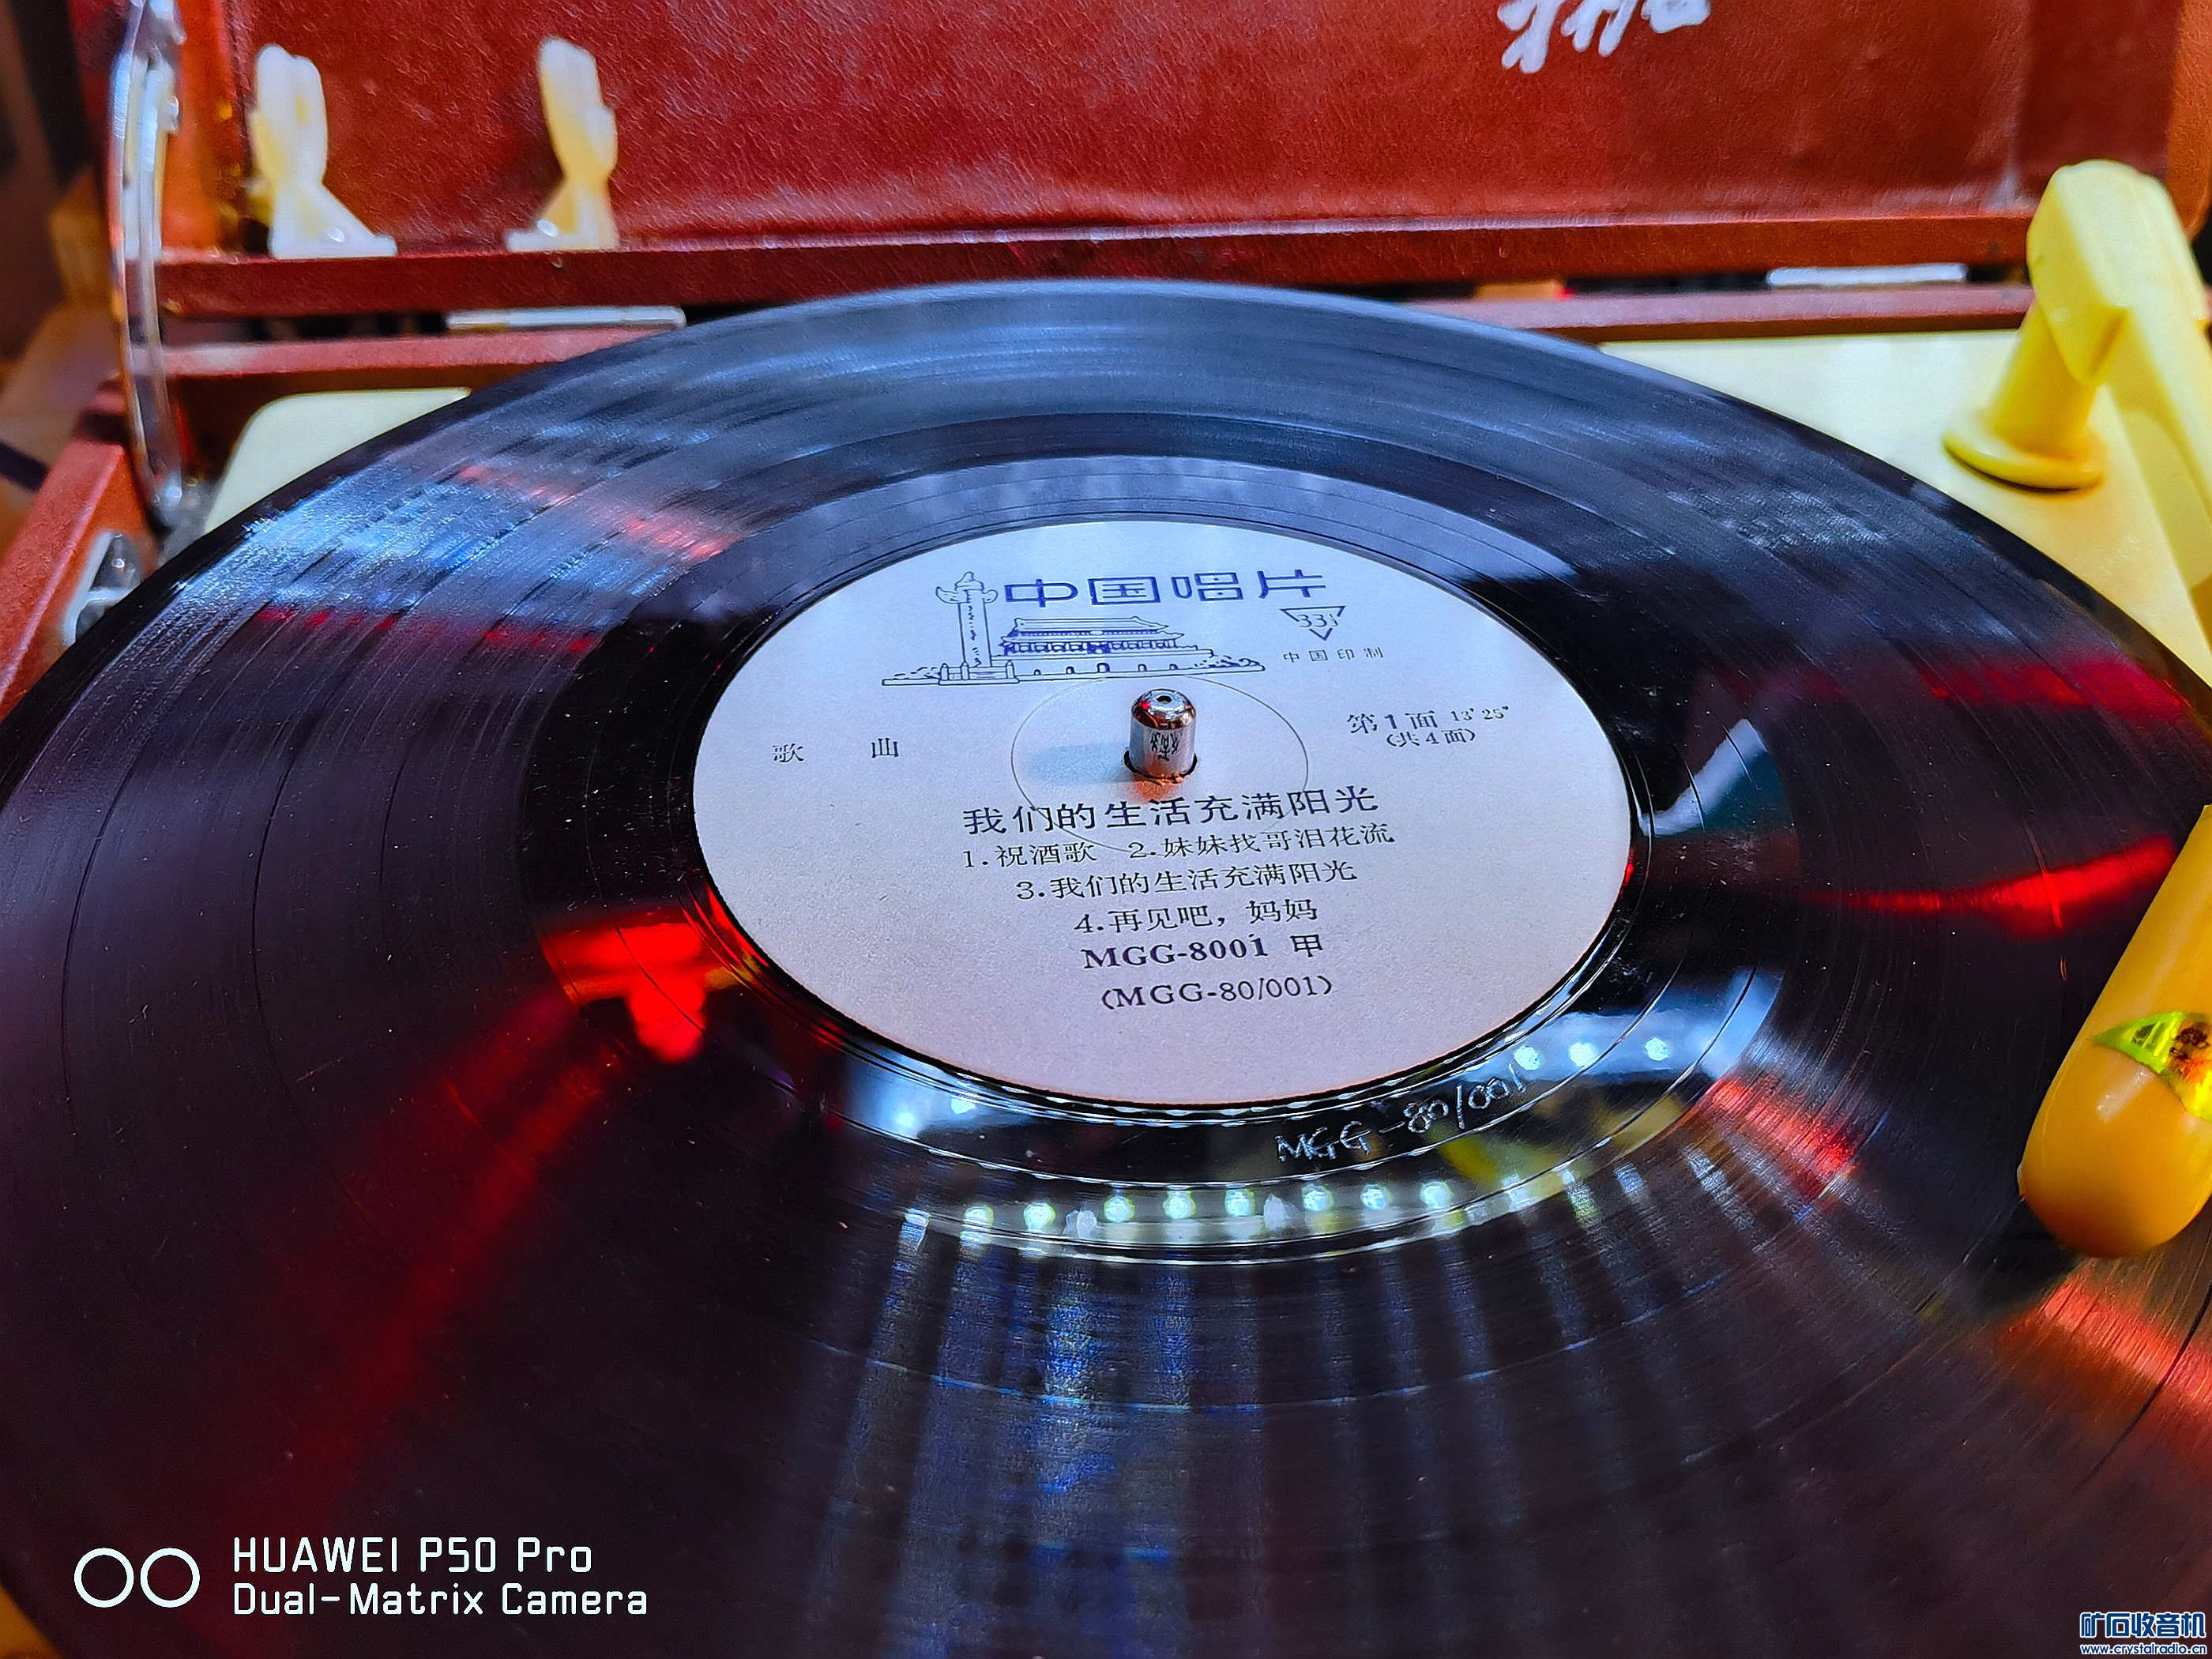 中国唱片
33⅓
中国印制
歌 曲
第1面 13′25″
(共4面)
我们的生活充满阳光
1.祝酒歌 2.妹妹找哥泪花流
3.我们的生活充满阳光
4.再见吧，妈妈
MGG-8001 甲
(MGG-80/001)
MGG-80/001
HUAWEI P50 Pro
Dual-Matrix Camera
矿石收音机
www.crystalradio.cn